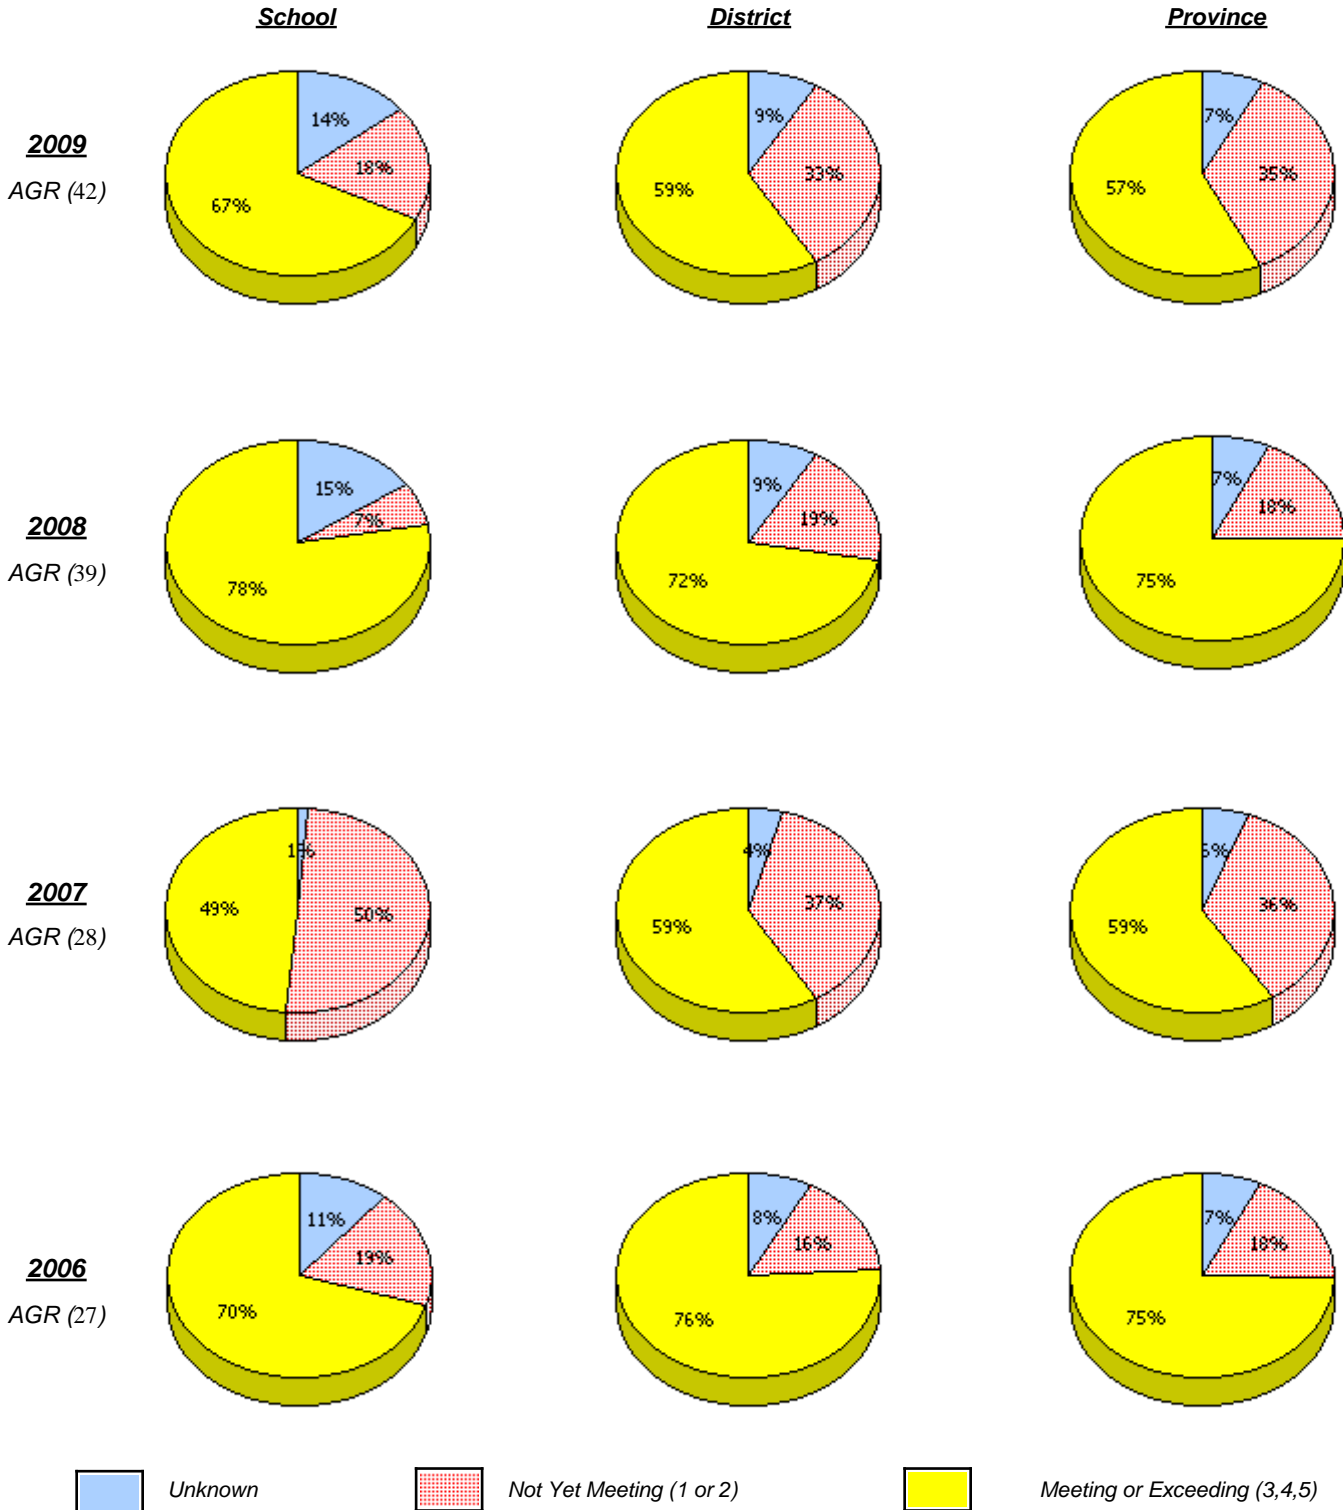 School District Province
2009
AGR (42)
14% 18% 67%
9% 33% 59%
7% 35% 57%
2008
AGR (39)
15% 7% 78%
9% 19% 72%
7% 18% 75%
2007
AGR (28)
1% 50% 49%
4% 37% 59%
36% 59%
2006
AGR (27)
11% 19% 70%
8% 16% 76%
7% 18% 75%
Unknown Not Yet Meeting (1 or 2) Meeting or Exceeding (3,4,5)